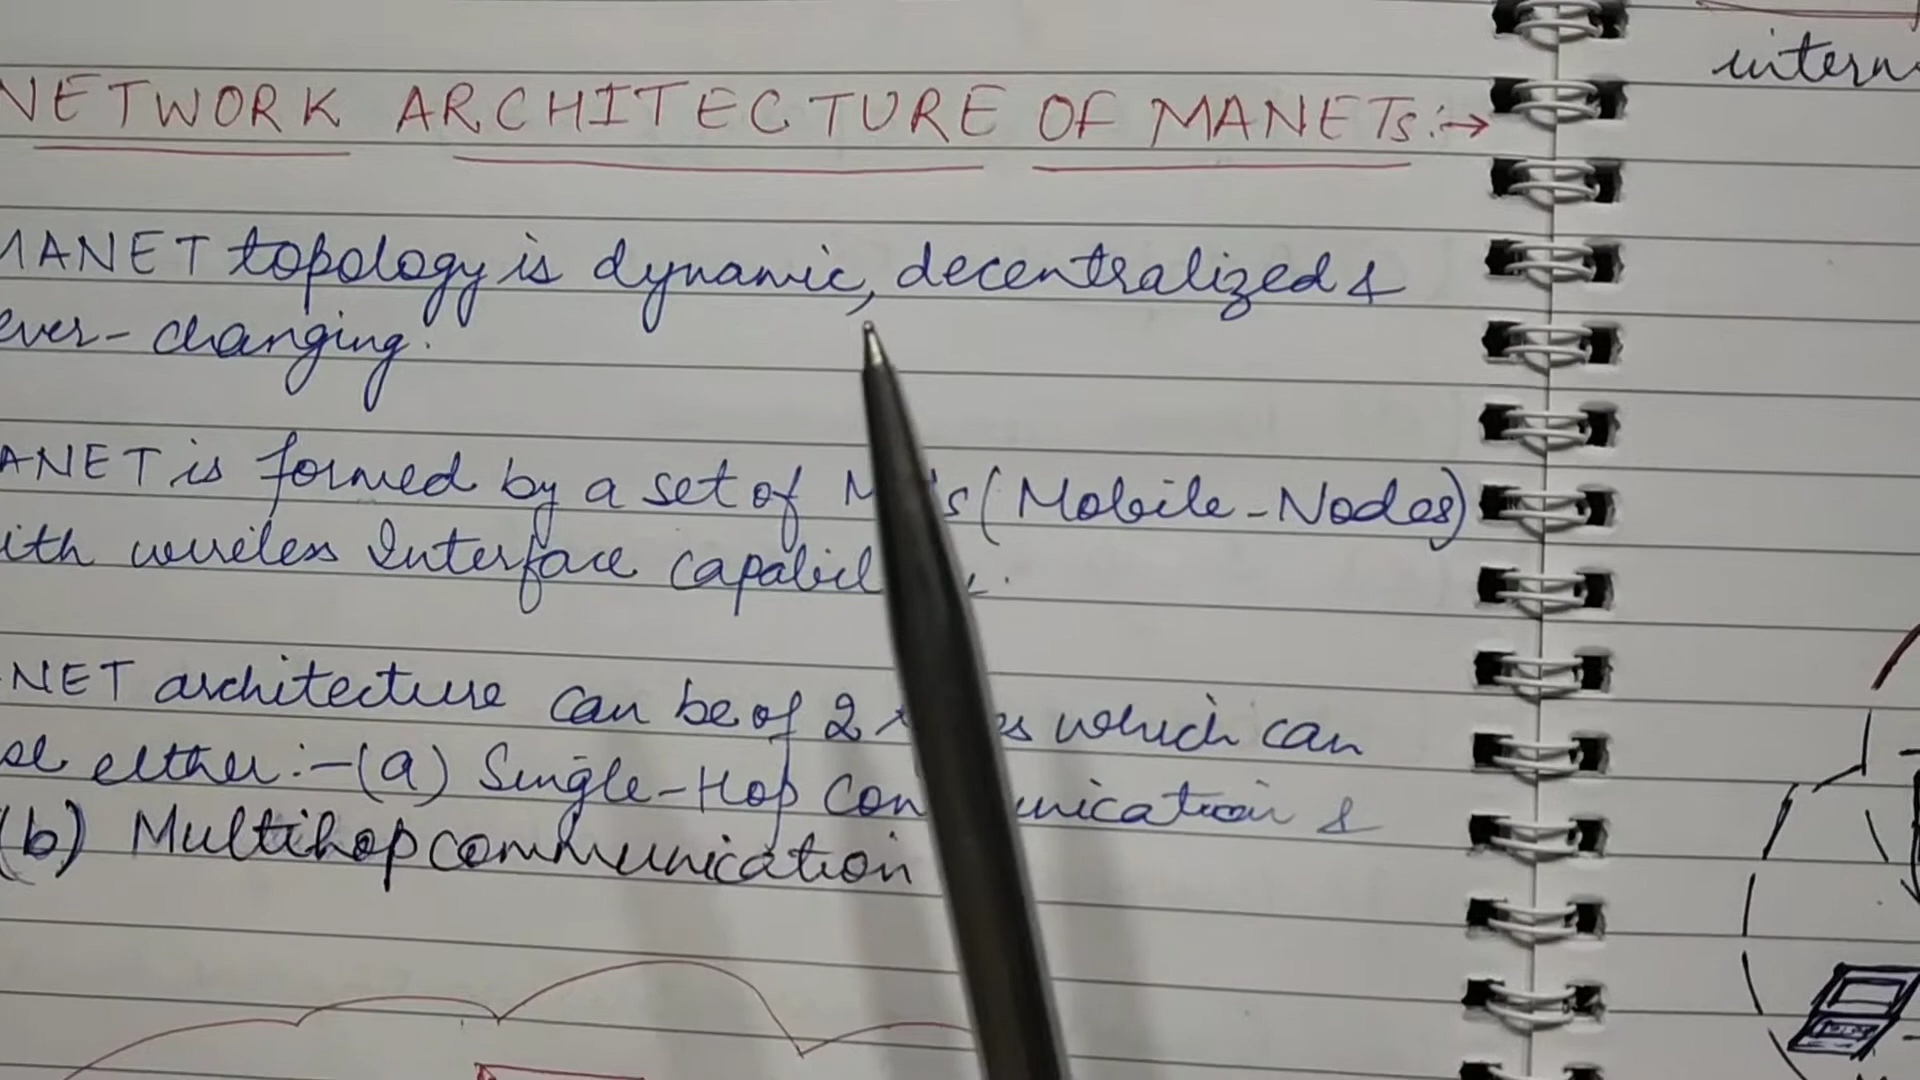 NETWORK ARCHITECTURE OF MANETs:→
MANET topology is dynamic, decentralized &
ever-changing.
ANET is formed by a set of (Mobile-Nodes)
ith wireless Interface
NET architecture can be of 2 which can
either:-(a) Single-Hop &
(b) Multihop communication
intern